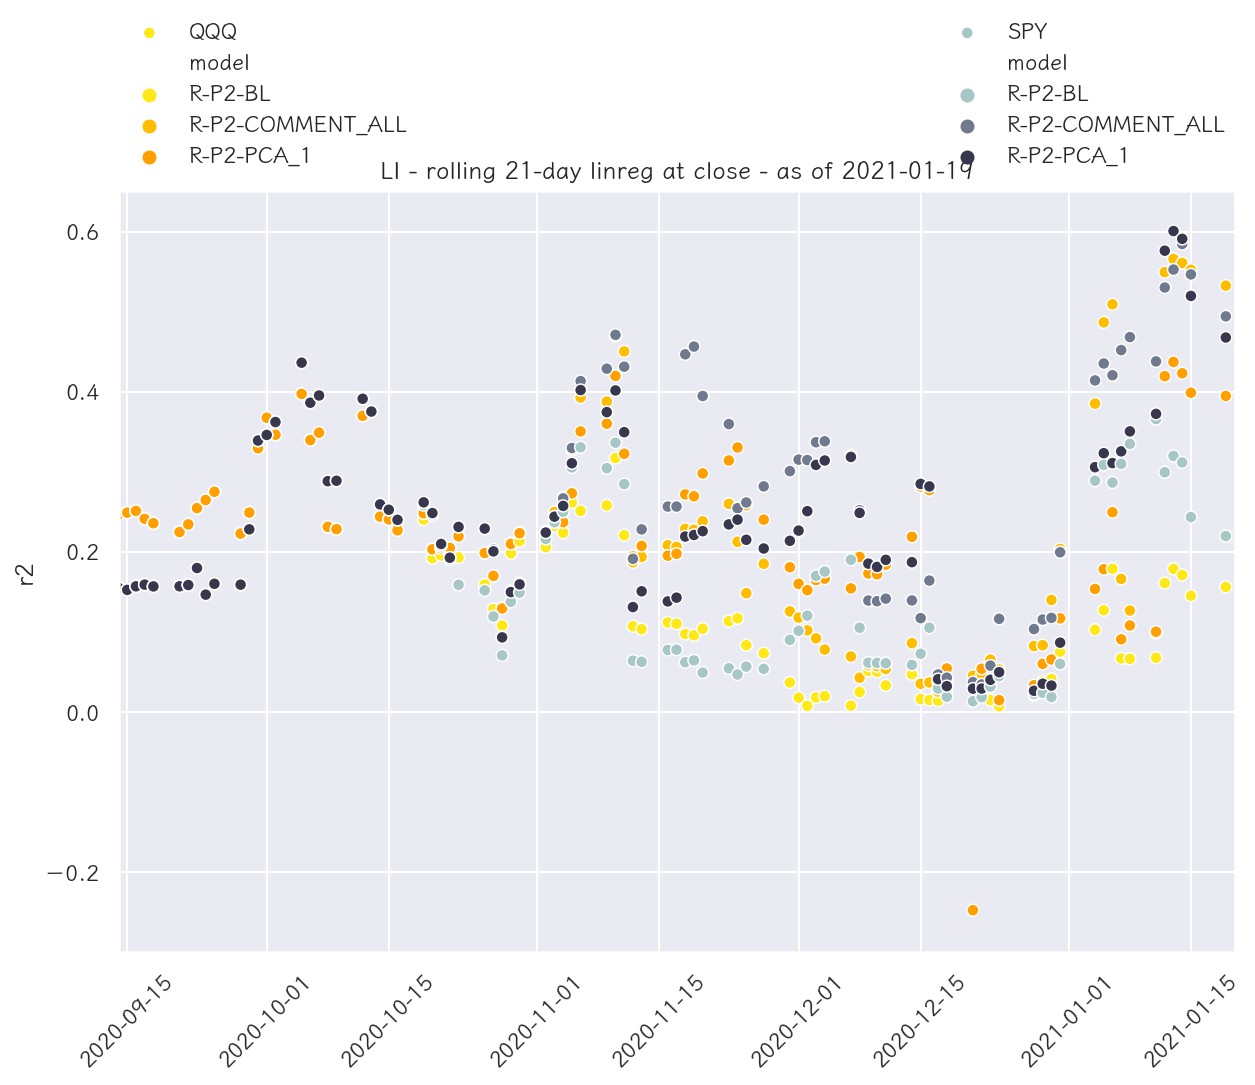 QQQ
model
R-P2-BL
R-P2-COMMENT_ALL
R-P2-PCA_1
SPY
model
R-P2-BL
R-P2-COMMENT_ALL
R-P2-PCA_1
LI - rolling 21-day linreg at close - as of 2021-01-19
0.6
0.4
0.2
0.0
−0.2
r2
2020-09-15
2020-10-01
2020-10-15
2020-11-01
2020-11-15
2020-12-01
2020-12-15
2021-01-01
2021-01-15